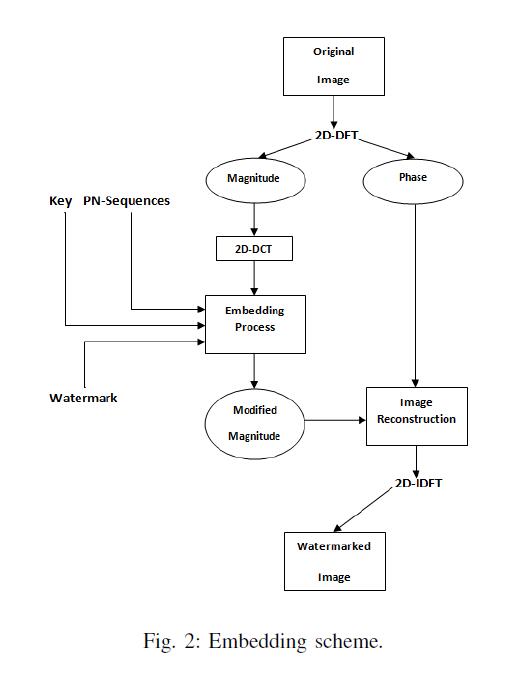 Original
Image
2D-DFT
Magnitude
Phase
Key PN-Sequences
2D-DCT
Embedding
Process
Watermark
Modified
Magnitude
Image
Reconstruction
2D-IDFT
Watermarked
Image
Fig. 2: Embedding scheme.